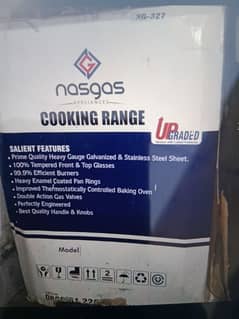 NG-327
nasgas
APPLIANCES
COOKING RANGE
UPGRADED
SALIENT FEATURES
• Prime Quality Heavy Gauge Galvanized & Stainless Steel Sheet.
• 100% Tempered Front & Top Glasses
• 99.9% Efficient Burners
• Heavy Enamel Coated Pan Rings
• Improved Thermostatically Controlled Baking Oven
• Double Action Gas Valves
• Perfectly Engineered
• Best Quality Handle & Knobs
Model
2